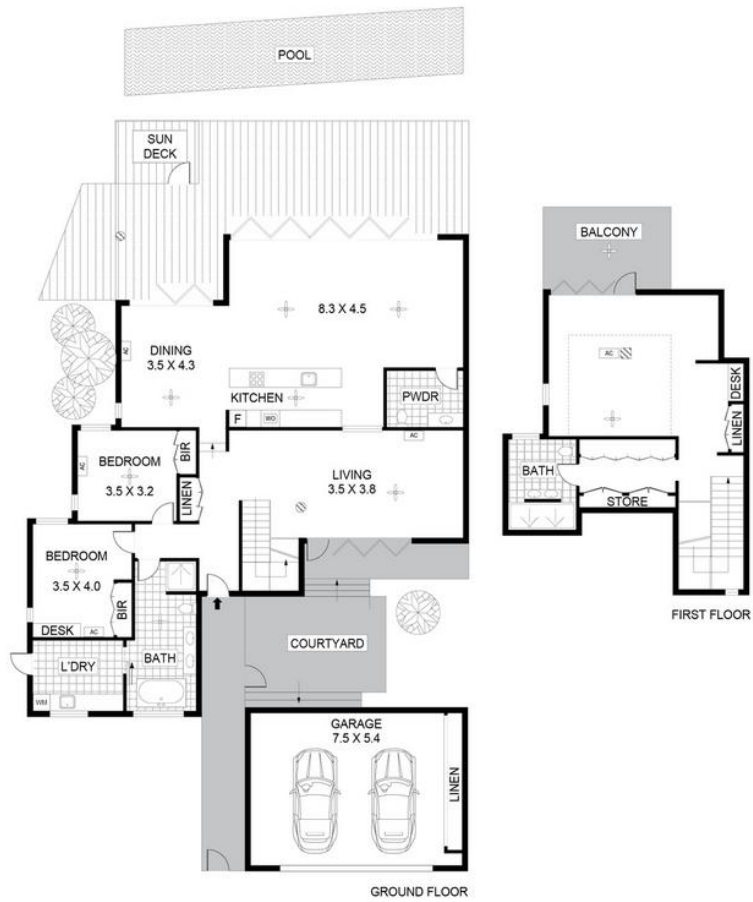 POOL
SUN
DECK
8.3 X 4.5
AC
DINING
3.5 X 4.3
KITCHEN
F
WO
PWDR
AC
BEDROOM
3.5 X 3.2
AC
BIR
LINEN
LIVING
3.5 X 3.8
BEDROOM
3.5 X 4.0
BIR
DESK
AC
L'DRY
WM
BATH
COURTYARD
GARAGE
7.5 X 5.4
LINEN
GROUND FLOOR
BALCONY
AC
DESK
LINEN
BATH
STORE
FIRST FLOOR